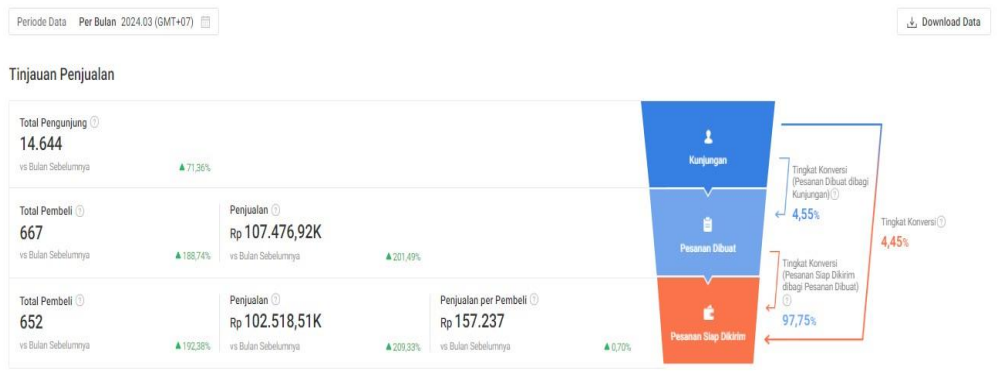 Periode Data Per Bulan 2024.03 (GMT+07)
Download Data
Tinjauan Penjualan
Total Pengunjung
14.644
vs Bulan Sebelumnya ▲71,36%
Total Pembeli
667
vs Bulan Sebelumnya ▲188,74%
Penjualan
Rp 107.476,92K
vs Bulan Sebelumnya ▲201,49%
Total Pembeli
652
vs Bulan Sebelumnya ▲192,38%
Penjualan
Rp 102.518,51K
vs Bulan Sebelumnya ▲209,33%
Penjualan per Pembeli
Rp 157.237
vs Bulan Sebelumnya ▲0,70%
Kunjungan
Pesanan Dibuat
Pesanan Siap Dikirim
Tingkat Konversi
(Pesanan Dibuat dibagi
Kunjungan)
4,55%
Tingkat Konversi
(Pesanan Siap Dikirim
dibagi Pesanan Dibuat)
97,75%
Tingkat Konversi
4,45%